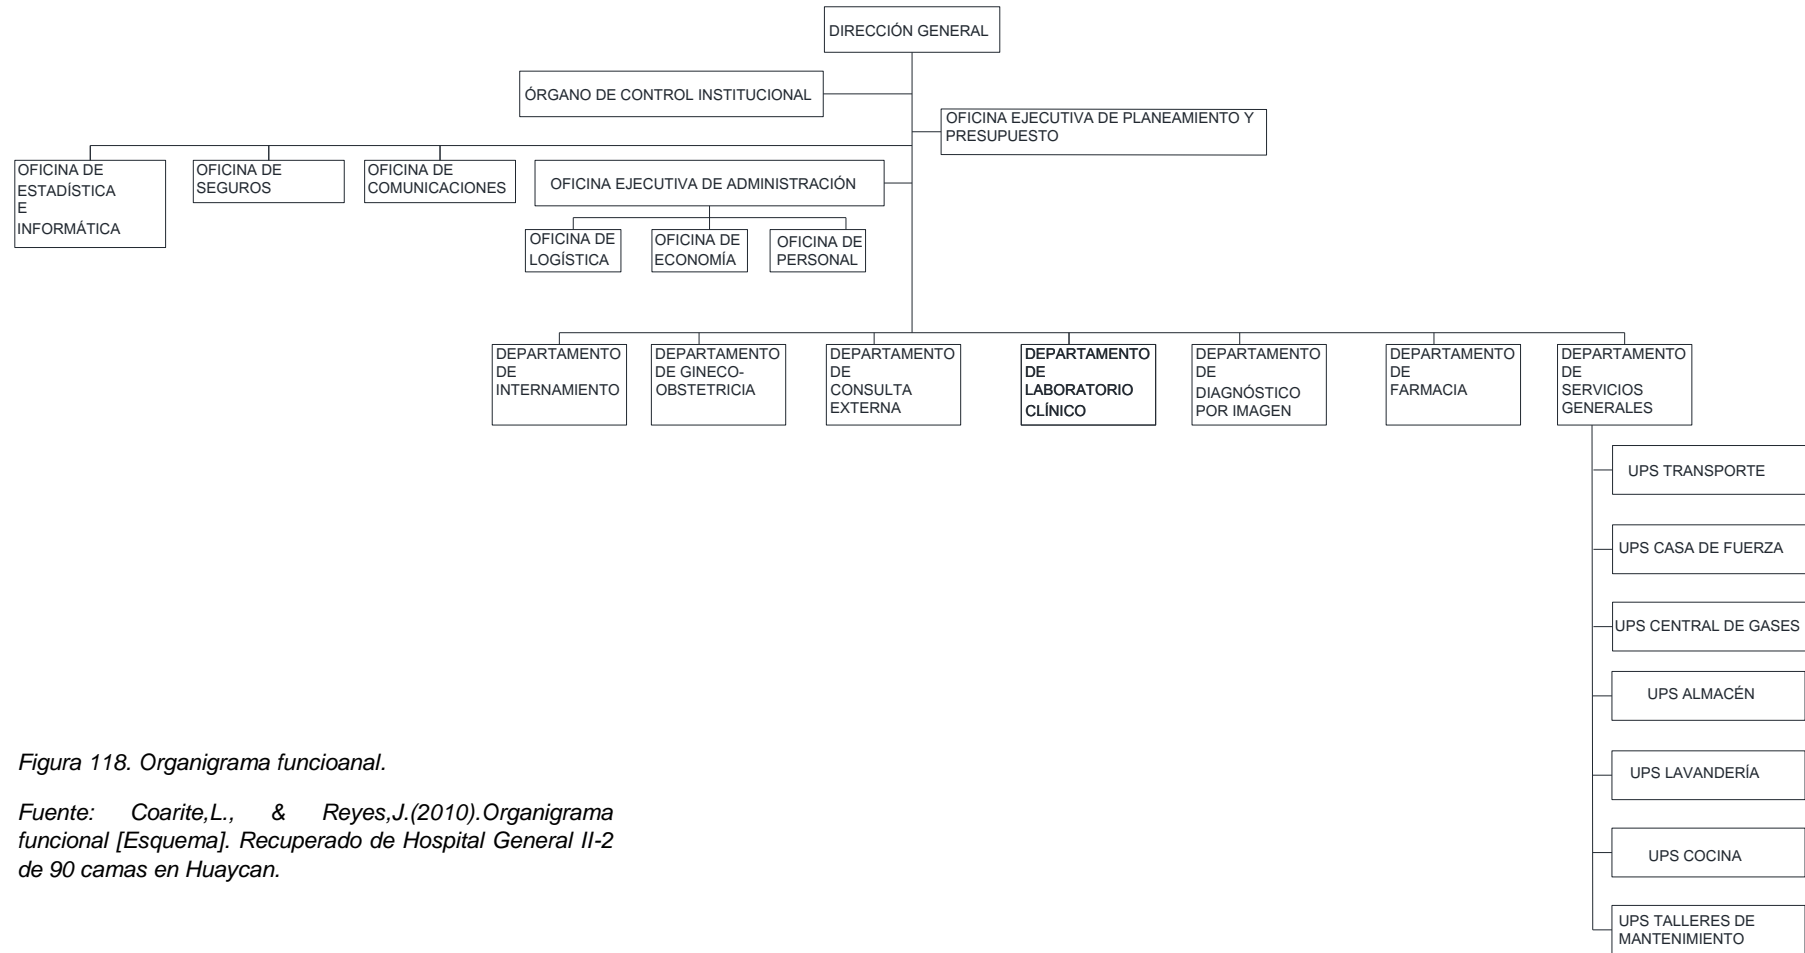 DIRECCIÓN GENERAL
ÓRGANO DE CONTROL INSTITUCIONAL
OFICINA EJECUTIVA DE PLANEAMIENTO Y
PRESUPUESTO
OFICINA DE
ESTADÍSTICA
E
INFORMÁTICA
OFICINA DE
SEGUROS
OFICINA DE
COMUNICACIONES
OFICINA EJECUTIVA DE ADMINISTRACIÓN
OFICINA DE
LOGÍSTICA
OFICINA DE
ECONOMÍA
OFICINA DE
PERSONAL
DEPARTAMENTO
DE
INTERNAMIENTO
DEPARTAMENTO
DE GINECO-
OBSTETRICIA
DEPARTAMENTO
DE
CONSULTA
EXTERNA
DEPARTAMENTO
DE
LABORATORIO
CLÍNICO
DEPARTAMENTO
DE
DIAGNÓSTICO
POR IMAGEN
DEPARTAMENTO
DE
FARMACIA
DEPARTAMENTO
DE
SERVICIOS
GENERALES
UPS TRANSPORTE
UPS CASA DE FUERZA
UPS CENTRAL DE GASES
UPS ALMACÉN
UPS LAVANDERÍA
UPS COCINA
UPS TALLERES DE
MANTENIMIENTO
Figura 118. Organigrama funcioanal.
Fuente: Coarite,L., & Reyes,J.(2010).Organigrama
funcional [Esquema]. Recuperado de Hospital General II-2
de 90 camas en Huaycan.